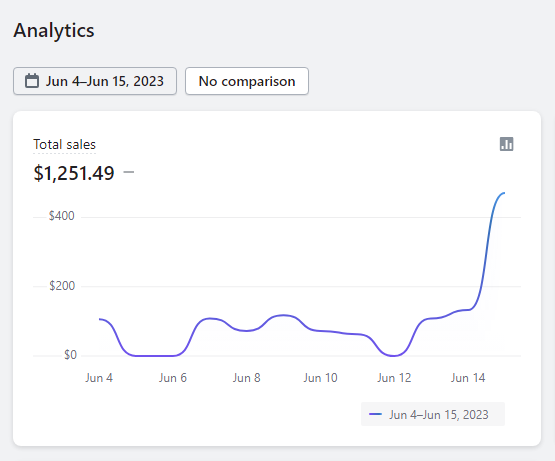 Analytics
Jun 4–Jun 15, 2023
No comparison
Total sales
$1,251.49 —
$400
$200
$0
Jun 4 Jun 6 Jun 8 Jun 10 Jun 12 Jun 14
Jun 4–Jun 15, 2023